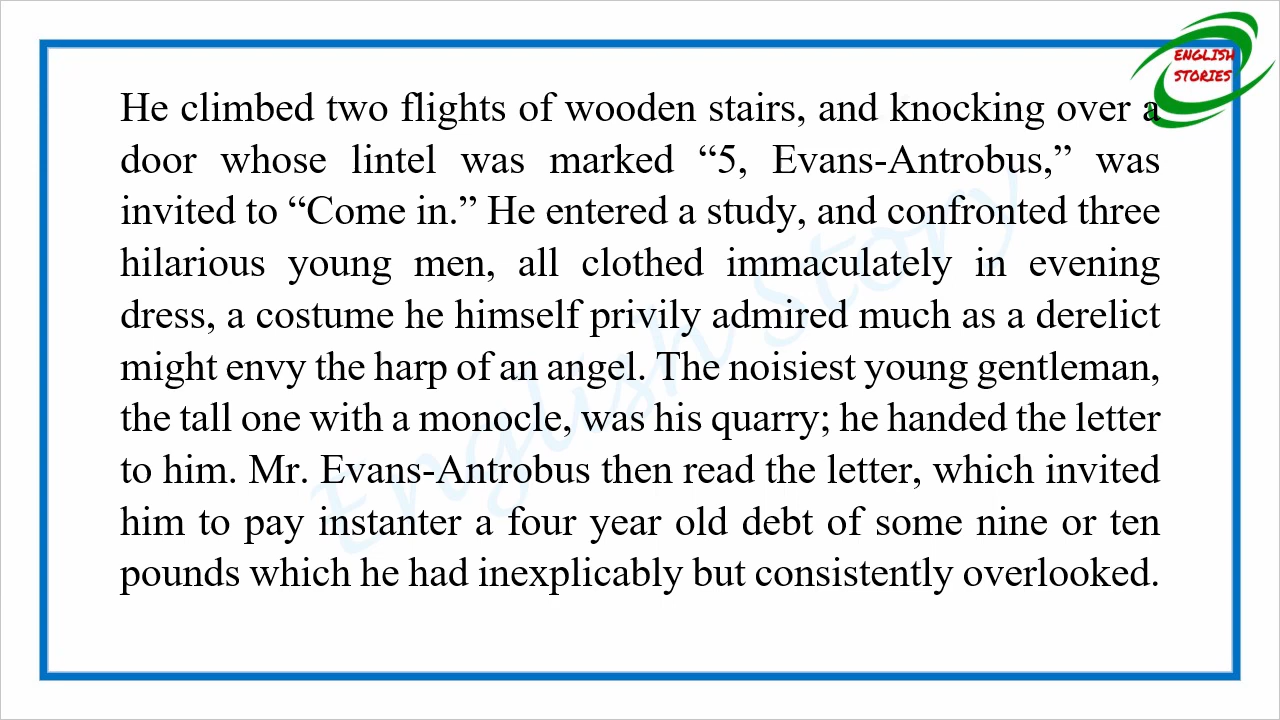 ENGLISH
STORIES
He climbed two flights of wooden stairs, and knocking over a
door whose lintel was marked “5, Evans-Antrobus,” was
invited to “Come in.” He entered a study, and confronted three
hilarious young men, all clothed immaculately in evening
dress, a costume he himself privily admired much as a derelict
might envy the harp of an angel. The noisiest young gentleman,
the tall one with a monocle, was his quarry; he handed the letter
to him. Mr. Evans-Antrobus then read the letter, which invited
him to pay instanter a four year old debt of some nine or ten
pounds which he had inexplicably but consistently overlooked.
English Story